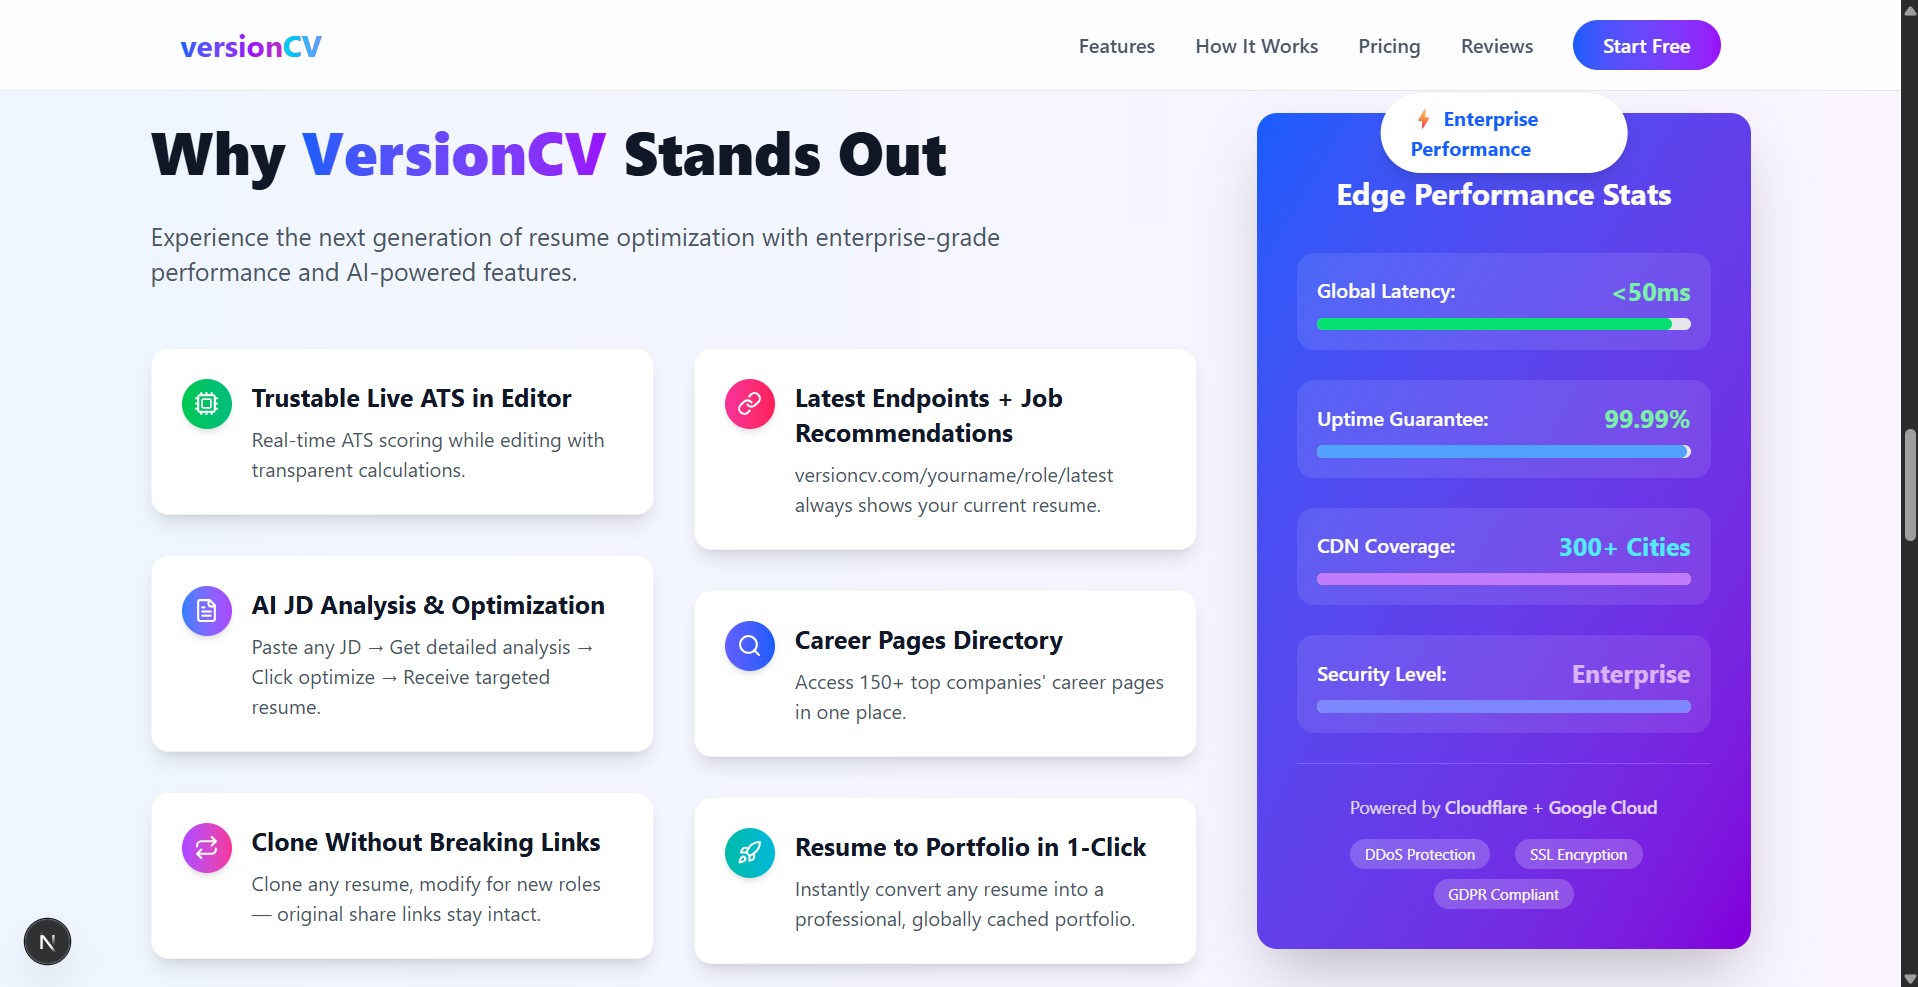 versionCV
Features
How It Works
Pricing
Reviews
Start Free
Why VersionCV Stands Out
Experience the next generation of resume optimization with enterprise-grade
performance and AI-powered features.
Trustable Live ATS in Editor
Real-time ATS scoring while editing with
transparent calculations.
AI JD Analysis & Optimization
Paste any JD → Get detailed analysis →
Click optimize → Receive targeted
resume.
Clone Without Breaking Links
Clone any resume, modify for new roles
— original share links stay intact.
Latest Endpoints + Job
Recommendations
versioncv.com/yourname/role/latest
always shows your current resume.
Career Pages Directory
Access 150+ top companies' career pages
in one place.
Resume to Portfolio in 1-Click
Instantly convert any resume into a
professional, globally cached portfolio.
⚡ Enterprise
Performance
Edge Performance Stats
Global Latency: <50ms
Uptime Guarantee: 99.99%
CDN Coverage: 300+ Cities
Security Level: Enterprise
Powered by Cloudflare + Google Cloud
DDoS Protection
SSL Encryption
GDPR Compliant
N